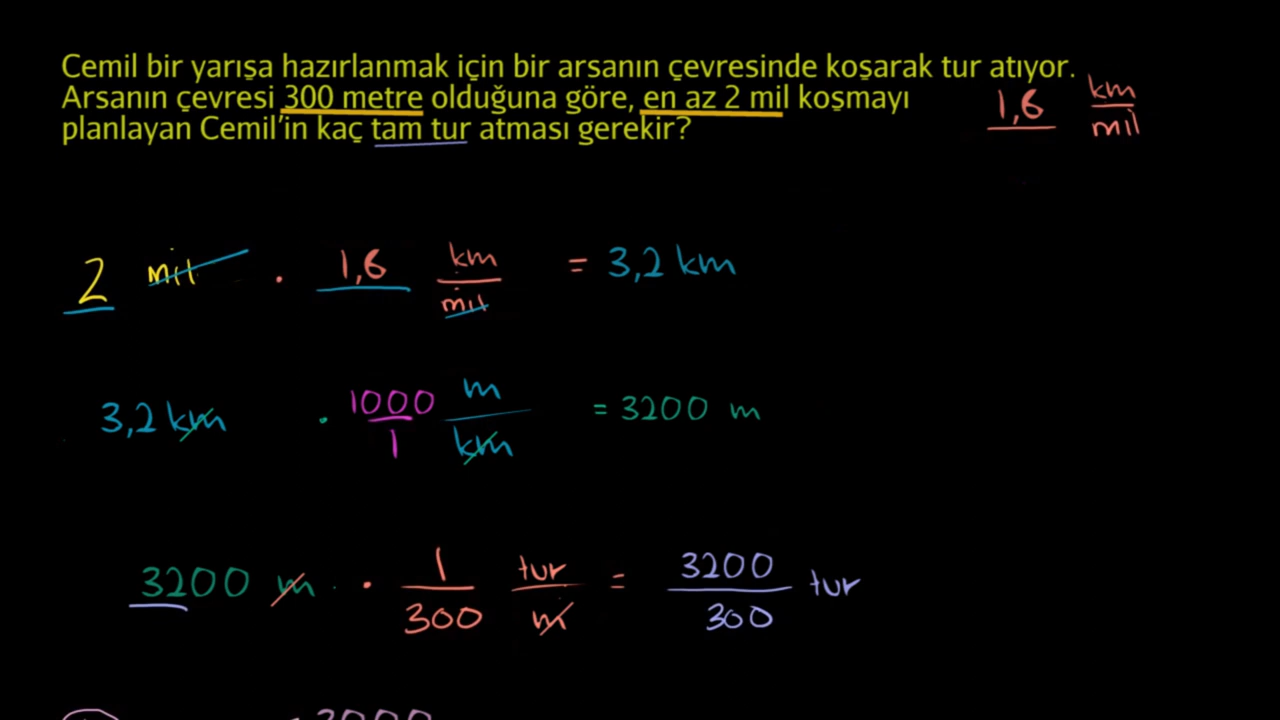 Cemil bir yarışa hazırlanmak için bir arsanın çevresinde koşarak tur atıyor.
Arsanın çevresi 300 metre olduğuna göre, en az 2 mil koşmayı
planlayan Cemil'in kaç tam tur atması gerekir?
1,6 km/mil
2 mil · 1,6 km/mil = 3,2 km
3,2 km · 1000/1 m/km = 3200 m
3200 m · 1/300 tur/m = 3200/300 tur